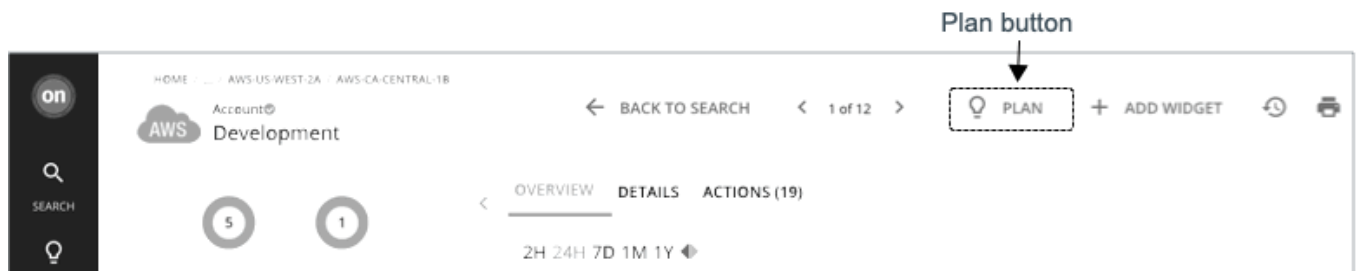 Plan button
on
HOME / ... / AWS-US-WEST-2A / AWS-CA-CENTRAL-1B
AWS
Account
Development
← BACK TO SEARCH < 1 of 12 > PLAN + ADD WIDGET
SEARCH
5 1
< OVERVIEW DETAILS ACTIONS (19)
2H 24H 7D 1M 1Y